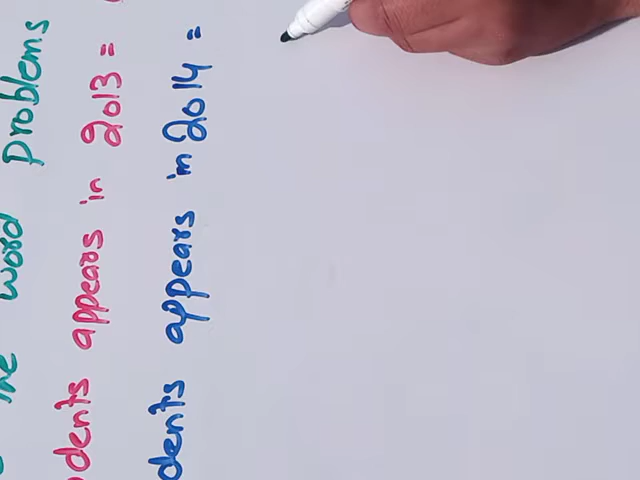 the word problems
dents appears in 2013 =
dents appears in 2014 =